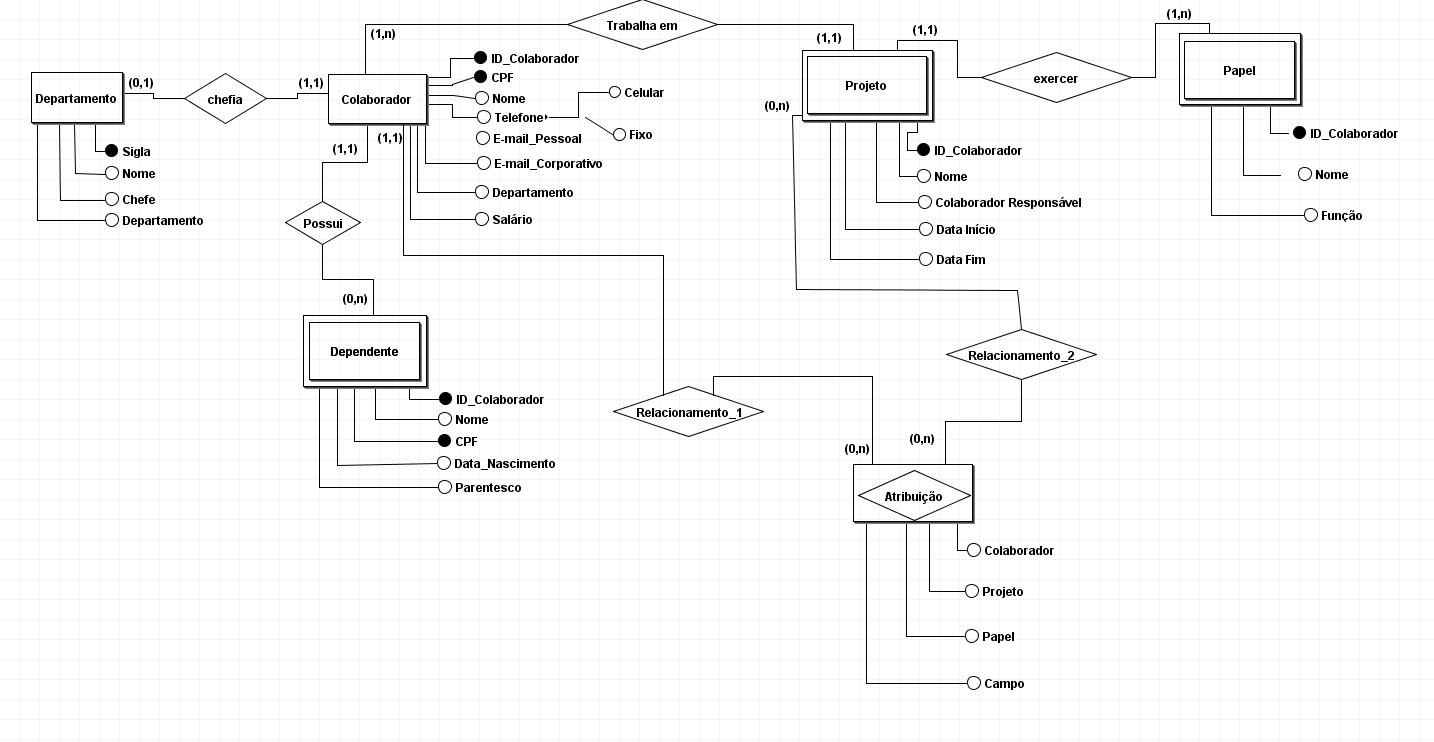 Trabalha em
(1,n)
(1,1)
(1,1)
(1,n)
Departamento
(0,1)
chefia
(1,1)
Colaborador
ID_Colaborador
CPF
Nome
Telefone
Celular
Fixo
E-mail_Pessoal
E-mail_Corporativo
Departamento
Salário
Sigla
Nome
Chefe
Departamento
(1,1)
(1,1)
Possui
(0,n)
Projeto
(0,n)
exercer
Papel
ID_Colaborador
Nome
Colaborador Responsável
Data Início
Data Fim
ID_Colaborador
Nome
Função
Dependente
ID_Colaborador
Nome
CPF
Data_Nascimento
Parentesco
Relacionamento_1
Relacionamento_2
(0,n)
(0,n)
Atribuição
Colaborador
Projeto
Papel
Campo